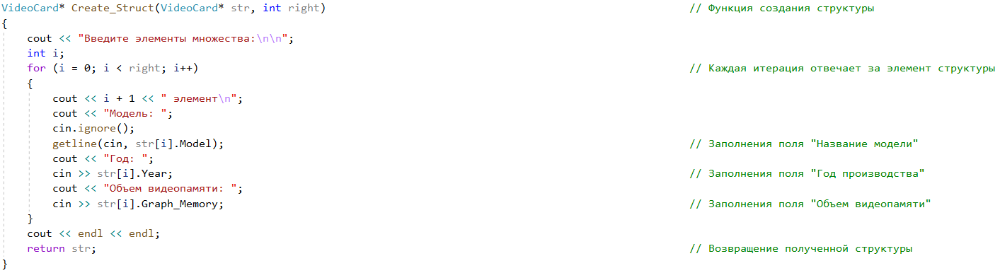 VideoCard* Create_Struct(VideoCard* str, int right) // Функция создания структуры
{
cout << "Введите элементы множества:\n\n";
int i;
for (i = 0; i < right; i++) // Каждая итерация отвечает за элемент структуры
{
cout << i + 1 << " элемент\n";
cout << "Модель: ";
cin.ignore();
getline(cin, str[i].Model); // Заполнения поля "Название модели"
cout << "Год: ";
cin >> str[i].Year; // Заполнения поля "Год производства"
cout << "Объем видеопамяти: ";
cin >> str[i].Graph_Memory; // Заполнения поля "Объем видеопамяти"
}
cout << endl << endl;
return str; // Возвращение полученной структуры
}